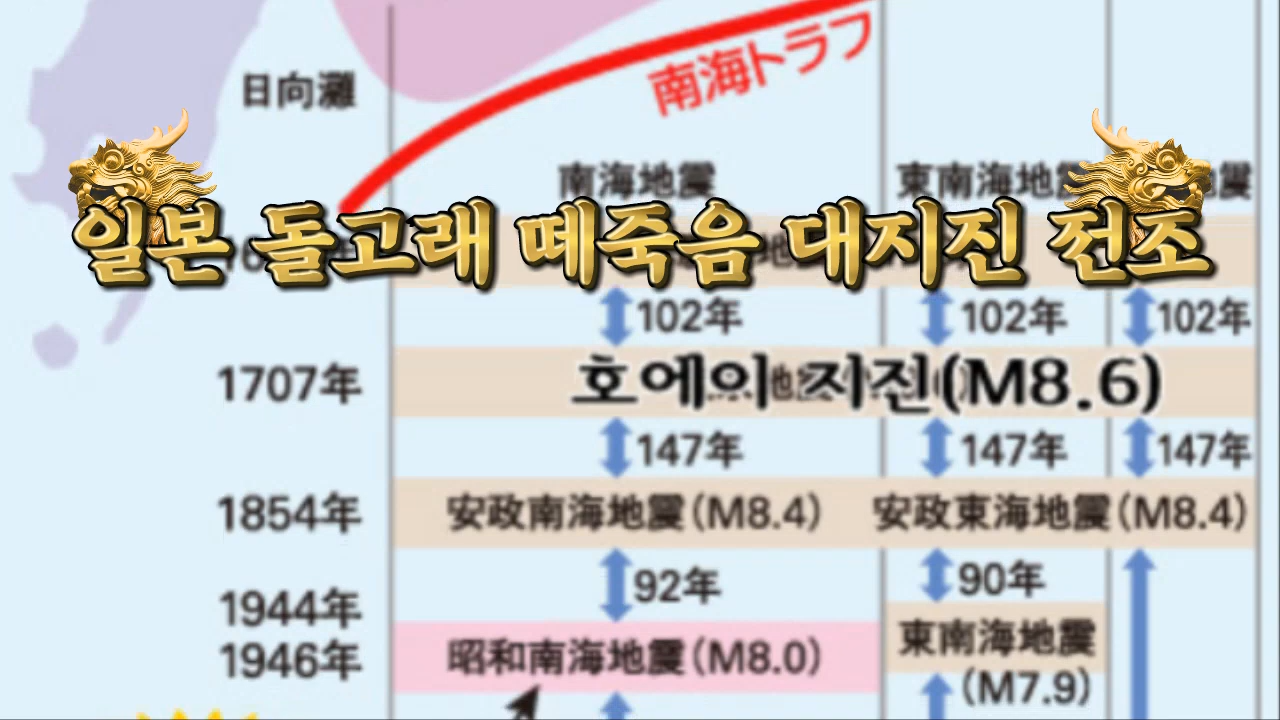 日向灘
南海トラフ
南海地震 東南海地震
일본 돌고래 떼죽음 대지진 전조
102年 102年 102年
1707年 호에이 지진(M8.6)
147年 147年 147年
1854年 安政南海地震(M8.4) 安政東海地震(M8.4)
92年 90年
1944年 東南海地震
1946年 昭和南海地震(M8.0) (M7.9)